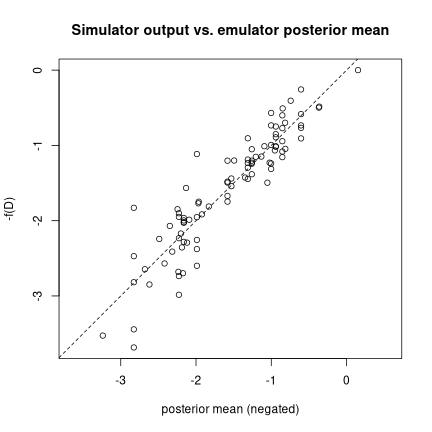 Simulator output vs. emulator posterior mean
0
-1
-2
-3
-f(D)
-3 -2 -1 0
posterior mean (negated)